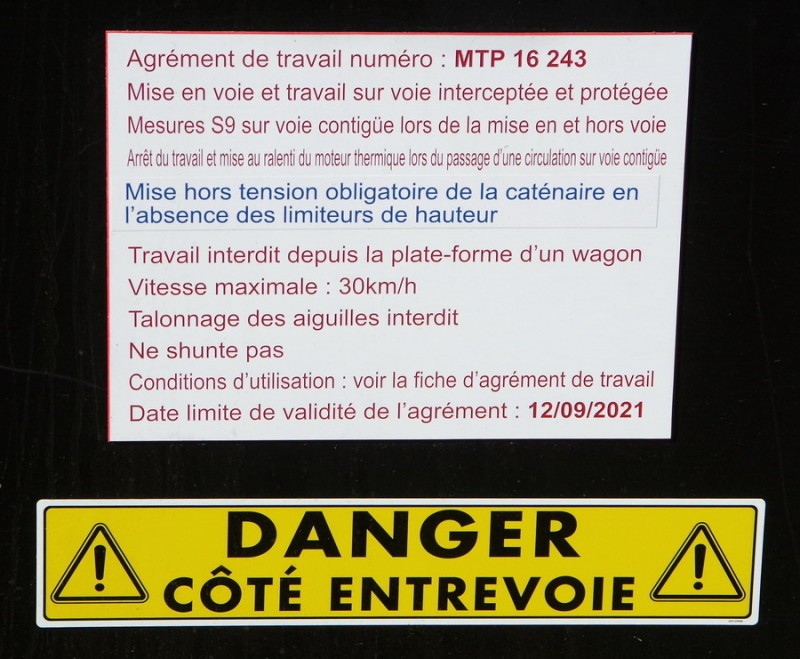 Agrément de travail numéro : MTP 16 243
Mise en voie et travail sur voie interceptée et protégée
Mesures S9 sur voie contigüe lors de la mise en et hors voie
Arrêt du travail et mise au ralenti du moteur thermique lors du passage d'une circulation sur voie contigüe
Mise hors tension obligatoire de la caténaire en
l'absence des limiteurs de hauteur
Travail interdit depuis la plate-forme d'un wagon
Vitesse maximale : 30km/h
Talonnage des aiguilles interdit
Ne shunte pas
Conditions d'utilisation : voir la fiche d'agrément de travail
Date limite de validité de l'agrément : 12/09/2021
DANGER
CÔTÉ ENTREVOIE